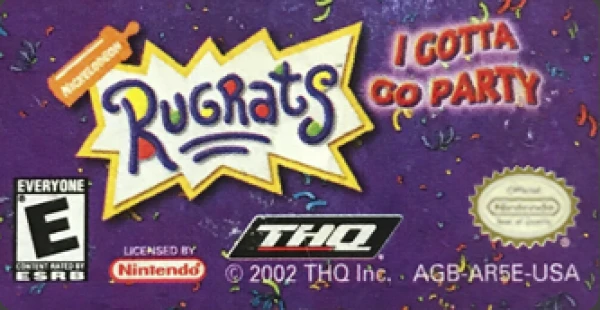 NICKELODEON
RUGRATS
I GOTTA
GO PARTY
EVERYONE
E
CONTENT RATED BY
ESRB
LICENSED BY
Nintendo
THQ
© 2002 THQ Inc.
AGB-AR5E-USA
Official
Nintendo
Seal of Quality